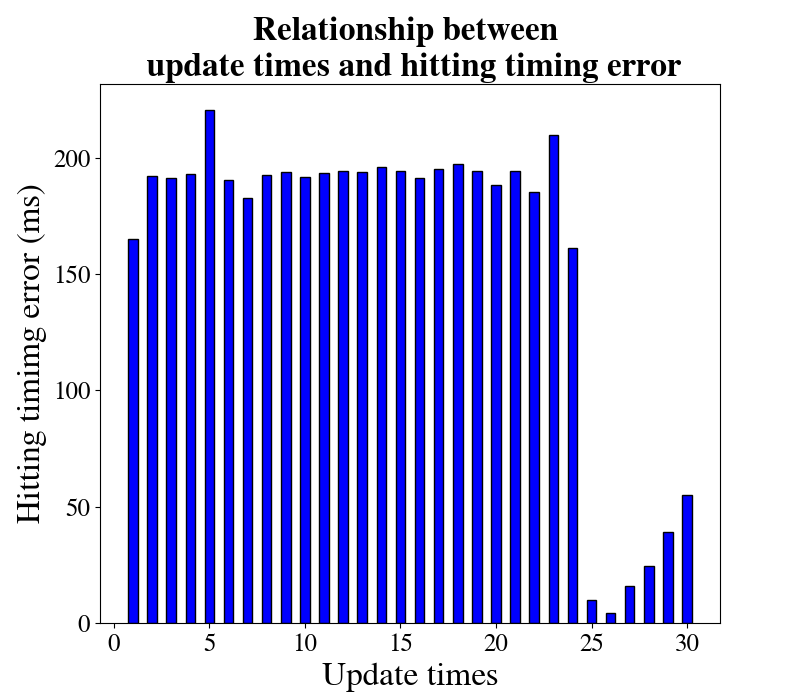 Relationship between
update times and hitting timing error
Hitting timimg error (ms)
200
150
100
50
0
0 5 10 15 20 25 30
Update times